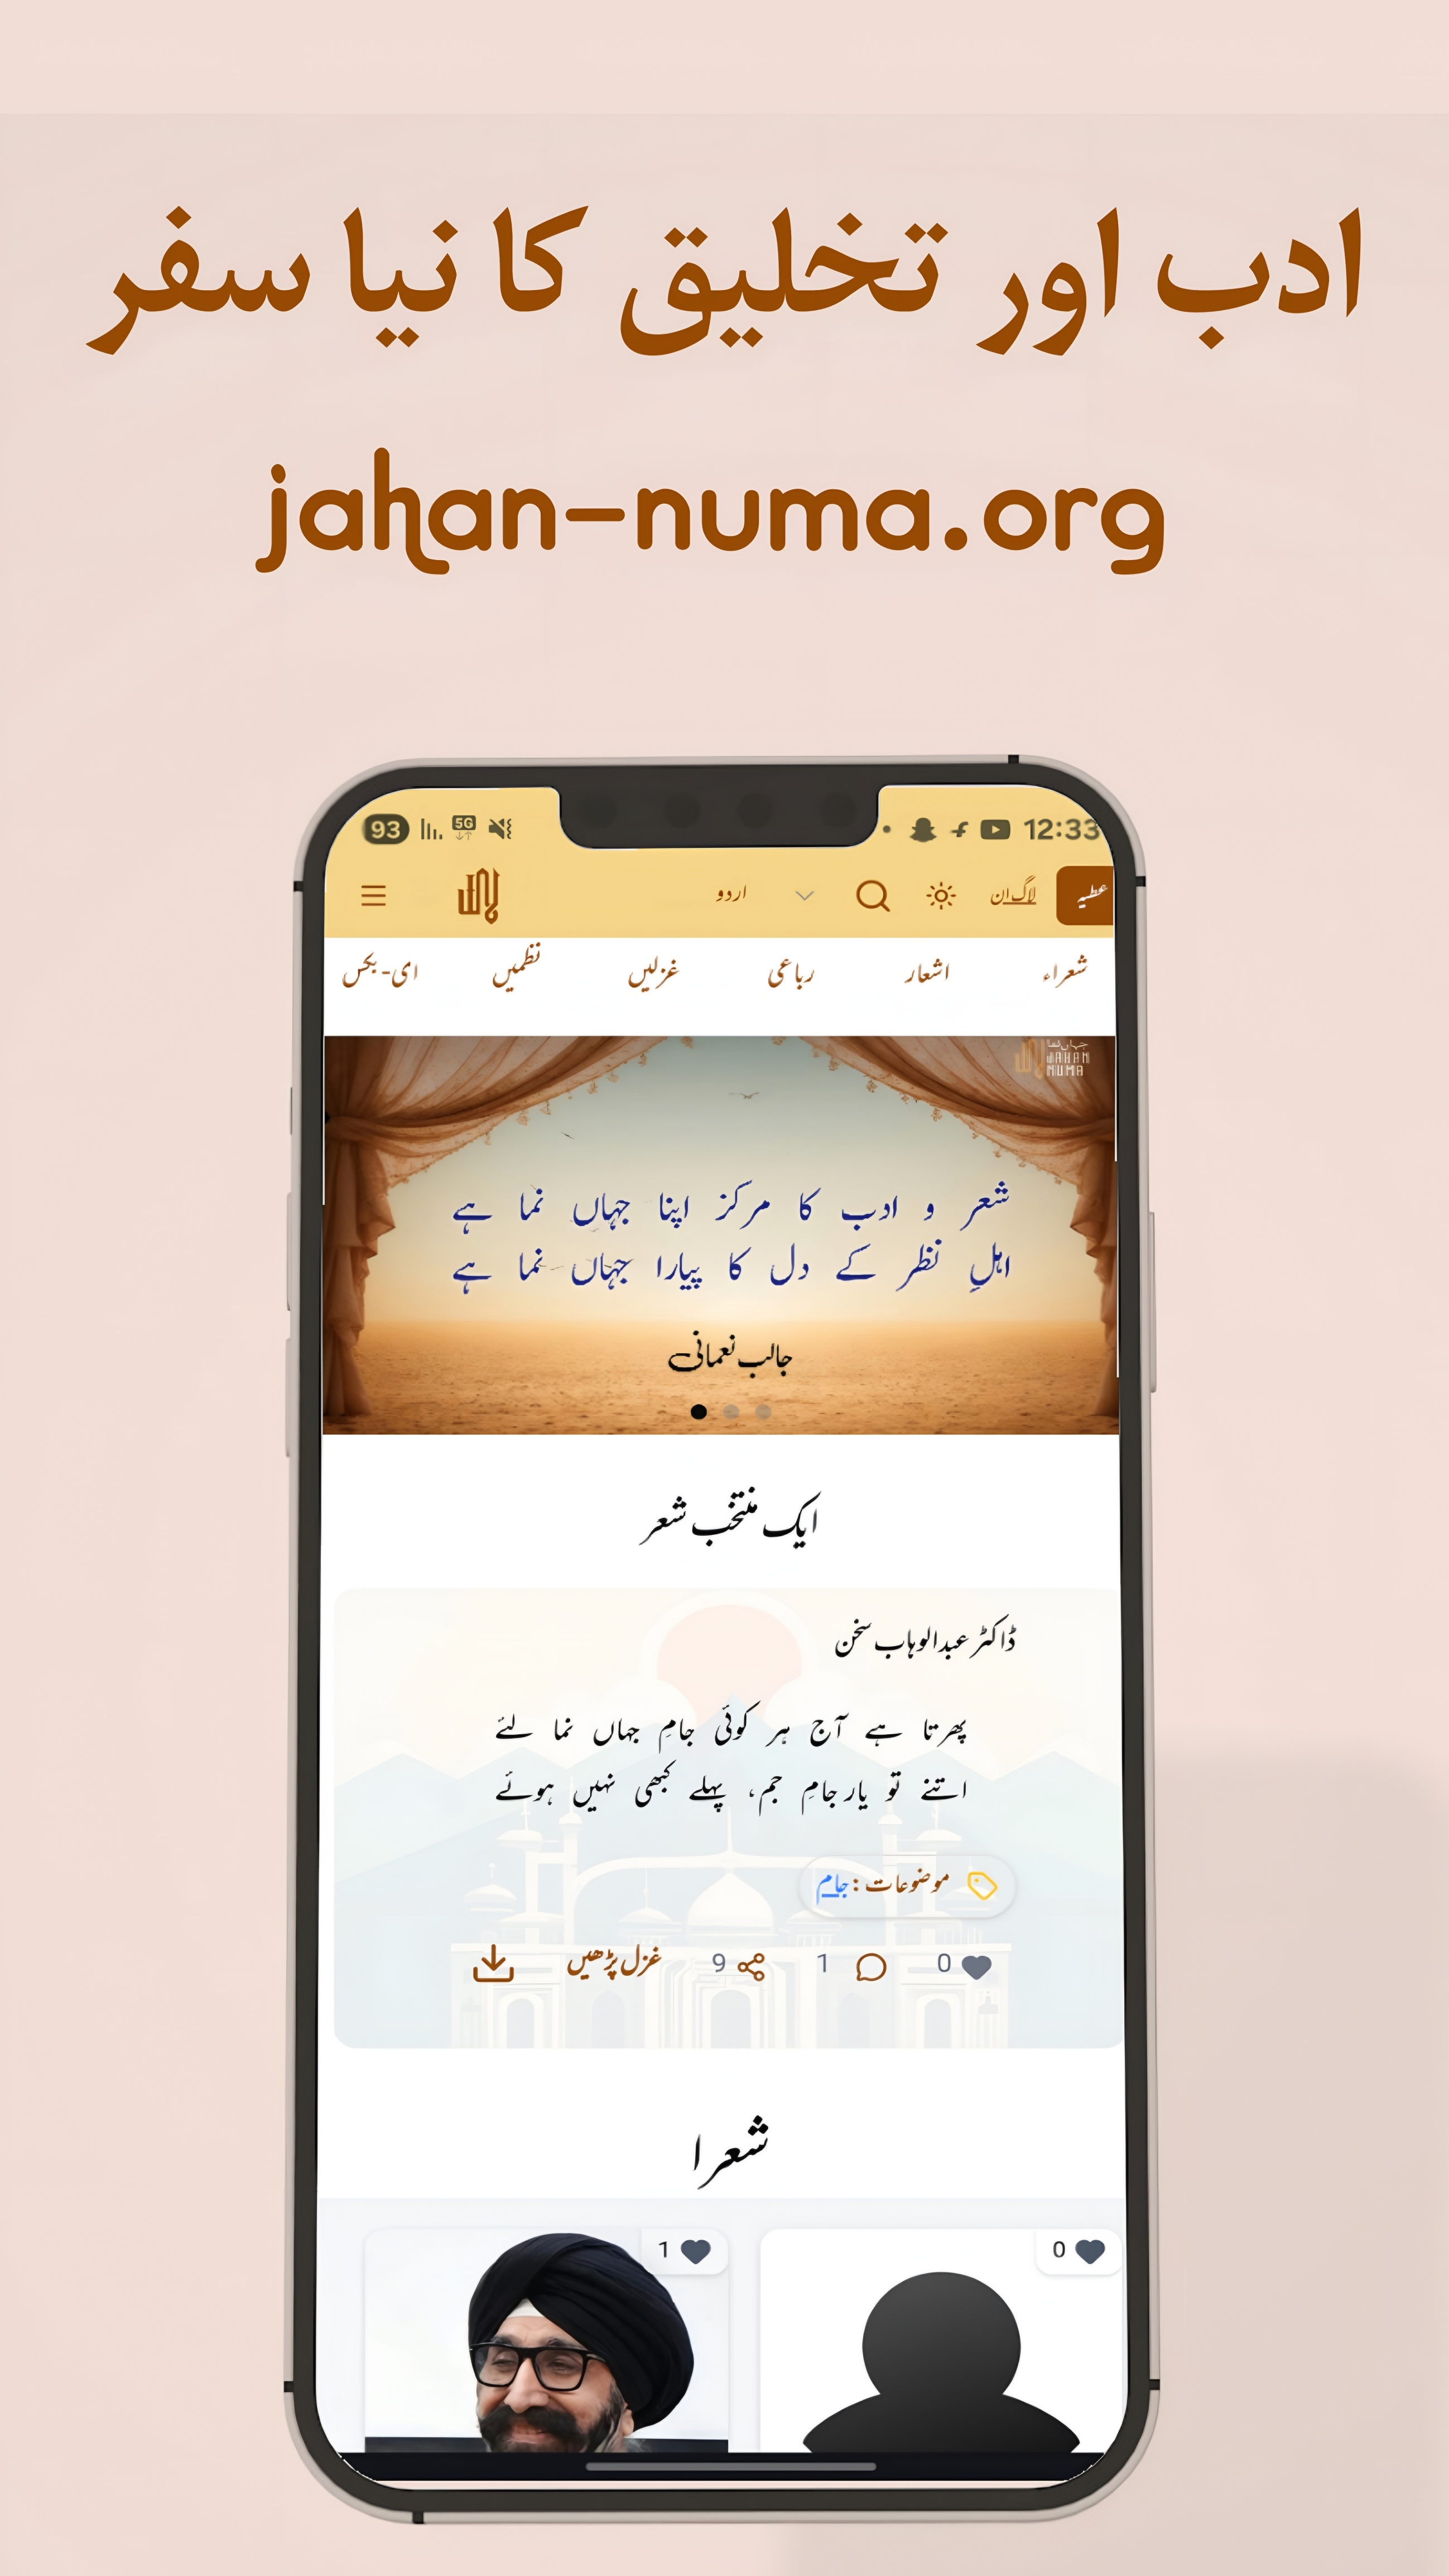 ادب اور تخلیق کا نیا سفر
jahan-numa.org
93 5G 12:33
عطیہ لاگ ان اردو
شعراء اشعار رباعی غزلیں نظمیں ای-بکس
جہاں نما
JAHAN
NUMA
شعر و ادب کا مرکز اپنا جہاں نما ہے
اہلِ نظر کے دل کا پیارا جہاں نما ہے
جالب نعمانی
ایک منتخب شعر
ڈاکٹر عبدالوہاب سخن
پھرتا ہے آج ہر کوئی جامِ جہاں نما لئے
اتنے تو یار جامِ جم، پہلے کبھی نہیں ہوئے
موضوعات : جام
0 1 9 غزل پڑھیں
شعرا
0 1